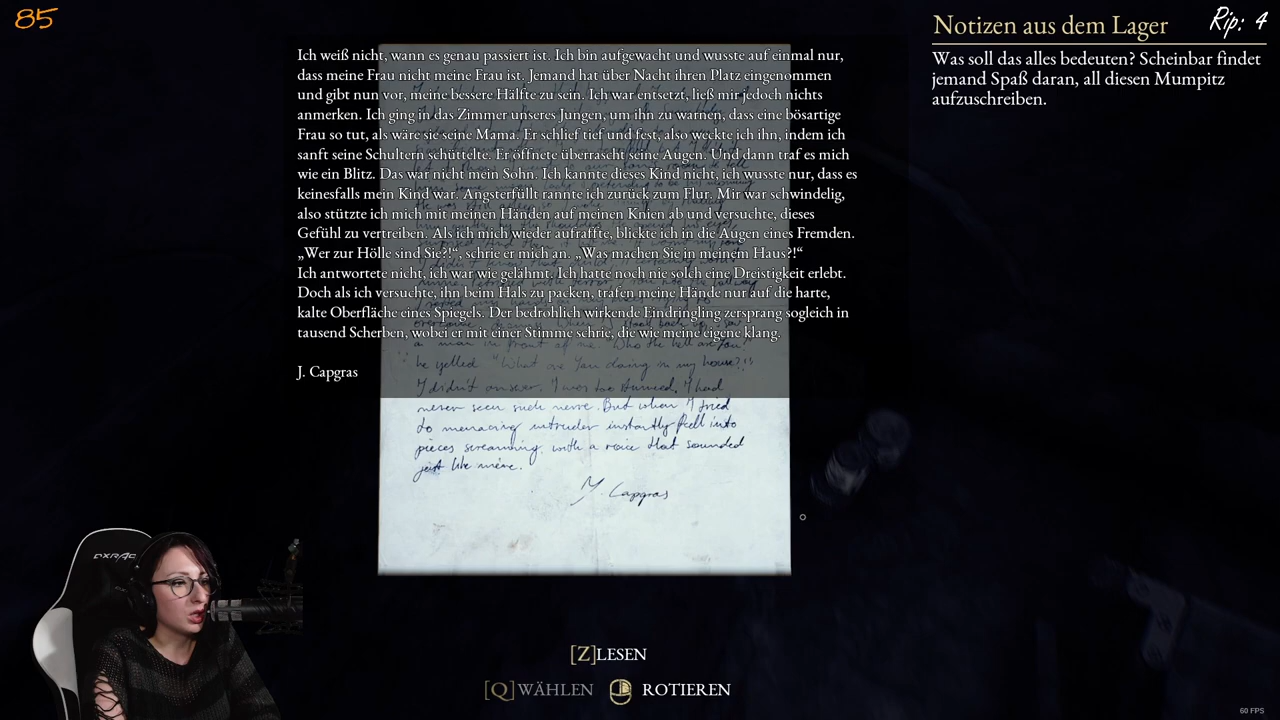 85
Notizen aus dem Lager
Rip: 4
Was soll das alles bedeuten? Scheinbar findet
jemand Spaß daran, all diesen Mumpitz
aufzuschreiben.
Ich weiß nicht, wann es genau passiert ist. Ich bin aufgewacht und wusste auf einmal nur,
dass meine Frau nicht meine Frau ist. Jemand hat über Nacht ihren Platz eingenommen
und gibt nun vor, meine bessere Hälfte zu sein. Ich war entsetzt, ließ mir jedoch nichts
anmerken. Ich ging in das Zimmer unseres Jungen, um ihn zu warnen, dass eine bösartige
Frau so tut, als wäre sie seine Mama. Er schlief tief und fest, also weckte ich ihn, indem ich
sanft seine Schultern schüttelte. Er öffnete überrascht seine Augen. Und dann traf es mich
wie ein Blitz. Das war nicht mein Sohn. Ich kannte dieses Kind nicht, ich wusste nur, dass es
keinesfalls mein Kind war. Angsterfüllt rannte ich zurück zum Flur. Mir war schwindelig,
also stützte ich mich mit meinen Händen auf meinen Knien ab und versuchte, dieses
Gefühl zu vertreiben. Als ich mich wieder aufraffte, blickte ich in die Augen eines Fremden.
„Wer zur Hölle sind Sie?!“, schrie er mich an. „Was machen Sie in meinem Haus?!“
Ich antwortete nicht, ich war wie gelähmt. Ich hatte noch nie solch eine Dreistigkeit erlebt.
Doch als ich versuchte, ihn beim Hals zu packen, trafen meine Hände nur auf die harte,
kalte Oberfläche eines Spiegels. Der bedrohlich wirkende Eindringling zersprang sogleich in
tausend Scherben, wobei er mit einer Stimme schrie, die wie meine eigene klang.
J. Capgras
a man in front of me. Who the hell are you?
he yelled "What are you doing in my house?!"
I didn't answer. I was too stunned. I had
never seen such nerve. But when I tried
to menacing intruder instantly fell into
pieces screaming with a voice that sounded
just like mine.
Capgras
[Z]LESEN
[Q]WÄHLEN ROTIEREN
60 FPS